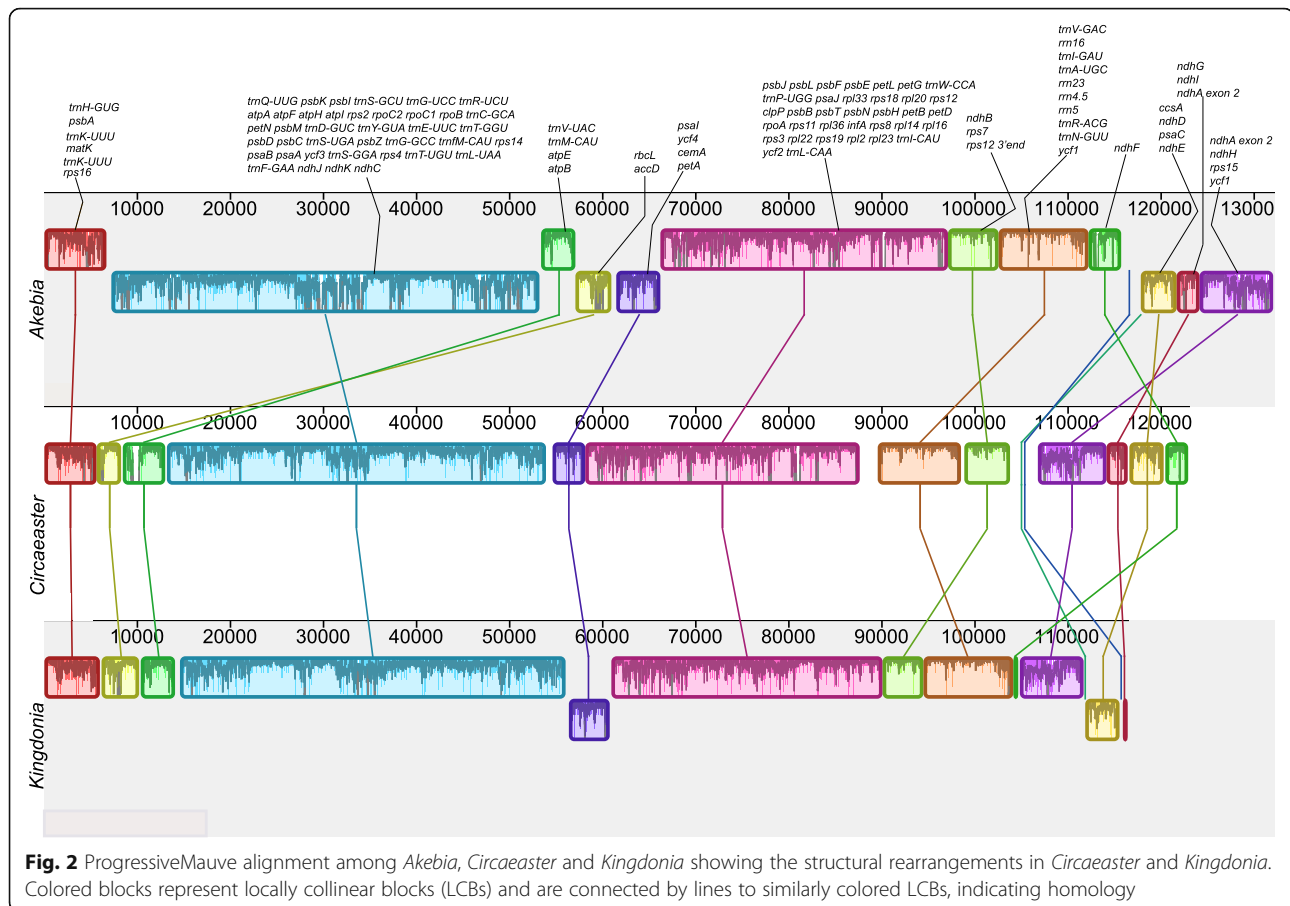 trnH-GUG
psbA
trnK-UUU
matK
trnK-UUU
rps16
trnQ-UUG psbK psbI trnS-GCU trnG-UCC trnR-UCU
atpA atpF atpH atpI rps2 rpoC2 rpoC1 rpoB trnC-GCA
petN psbM trnD-GUC trnY-GUA trnE-UUC trnT-GGU
psbD psbC trnS-UGA psbZ trnG-GCC trnfM-CAU rps14
psaB psaA ycf3 trnS-GGA rps4 trnT-UGU trnL-UAA
trnF-GAA ndhJ ndhK ndhC
trnV-UAC
trnM-CAU
atpE
atpB
rbcL
accD
psaI
ycf4
cemA
petA
psbJ psbL psbF psbE petL petG trnW-CCA
trnP-UGG psaJ rpl33 rps18 rpl20 rps12
clpP psbB psbT psbN psbH petB petD
rpoA rps11 rpl36 infA rps8 rpl14 rpl16
rps3 rpl22 rps19 rpl2 rpl23 trnI-CAU
ycf2 trnL-CAA
ndhB
rps7
rps12 3'end
trnV-GAC
rrn16
trnI-GAU
trnA-UGC
rrn23
rrn4.5
rrn5
trnR-ACG
trnN-GUU
ycf1
ndhF
ccsA
ndhD
psaC
ndhE
ndhG
ndhI
ndhA exon 2
ndhA exon 2
ndhH
rps15
ycf1
10000 20000 30000 40000 50000 60000 70000 80000 90000 100000 110000 120000 13000
Akebia
10000 20000 30000 40000 50000 60000 70000 80000 90000 100000 110000 120000
Circaeaster
10000 20000 30000 40000 50000 60000 70000 80000 90000 100000 110000
Kingdonia
Fig. 2 ProgressiveMauve alignment among Akebia, Circaeaster and Kingdonia showing the structural rearrangements in Circaeaster and Kingdonia.
Colored blocks represent locally collinear blocks (LCBs) and are connected by lines to similarly colored LCBs, indicating homology